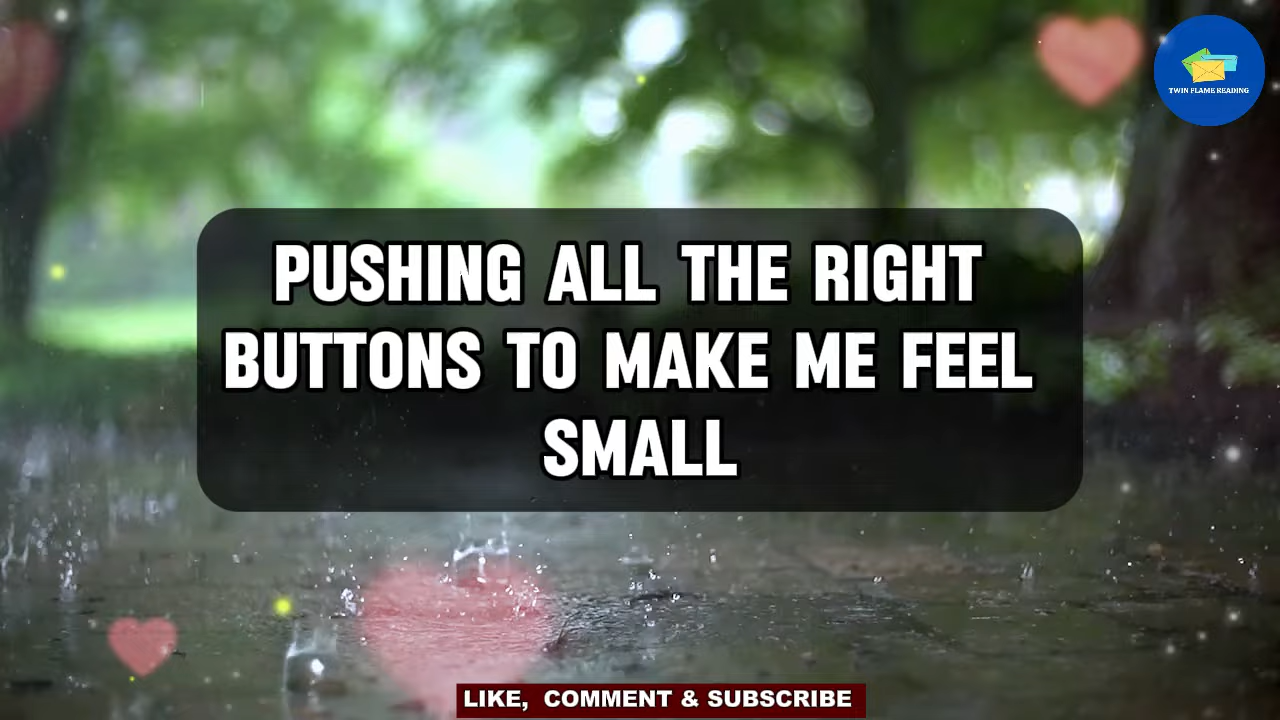 TWIN FLAME READING
PUSHING ALL THE RIGHT
BUTTONS TO MAKE ME FEEL
SMALL
LIKE, COMMENT & SUBSCRIBE